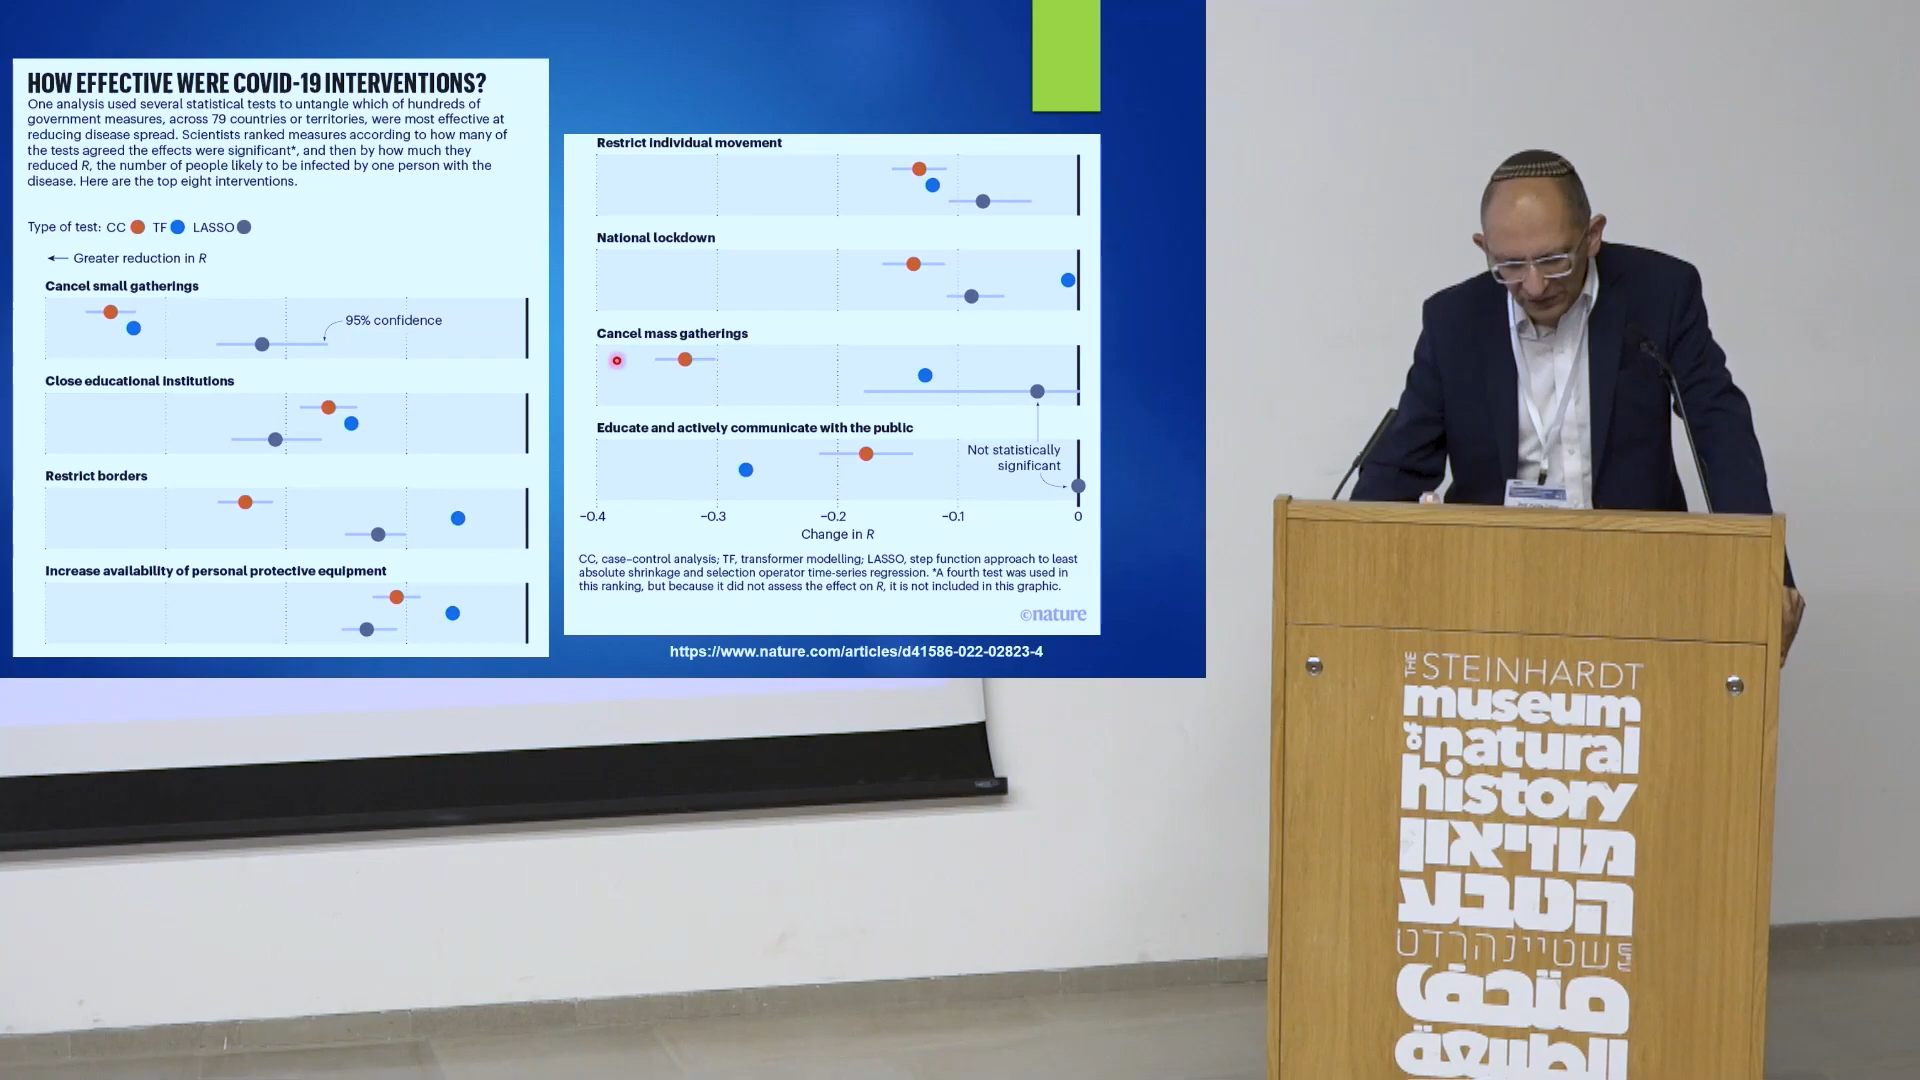 HOW EFFECTIVE WERE COVID-19 INTERVENTIONS?
One analysis used several statistical tests to untangle which of hundreds of
government measures, across 79 countries or territories, were most effective at
reducing disease spread. Scientists ranked measures according to how many of
the tests agreed the effects were significant*, and then by how much they
reduced R, the number of people likely to be infected by one person with the
disease. Here are the top eight interventions.
Type of test: CC TF LASSO
← Greater reduction in R
Cancel small gatherings
95% confidence
Close educational institutions
Restrict borders
Increase availability of personal protective equipment
Restrict individual movement
National lockdown
Cancel mass gatherings
Educate and actively communicate with the public
Not statistically
significant
−0.4 −0.3 −0.2 −0.1 0
Change in R
CC, case–control analysis; TF, transformer modelling; LASSO, step function approach to least
absolute shrinkage and selection operator time-series regression. *A fourth test was used in
this ranking, but because it did not assess the effect on R, it is not included in this graphic.
©nature
https://www.nature.com/articles/d41586-022-02823-4
THE STEINHARDT
museum
of natural
history
מוזיאון
הטבע
ע״ש שטיינהרדט
متحف
الطبيعة